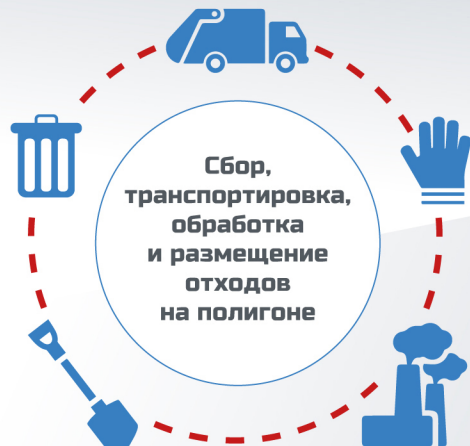 Сбор,
транспортировка,
обработка
и размещение
отходов
на полигоне